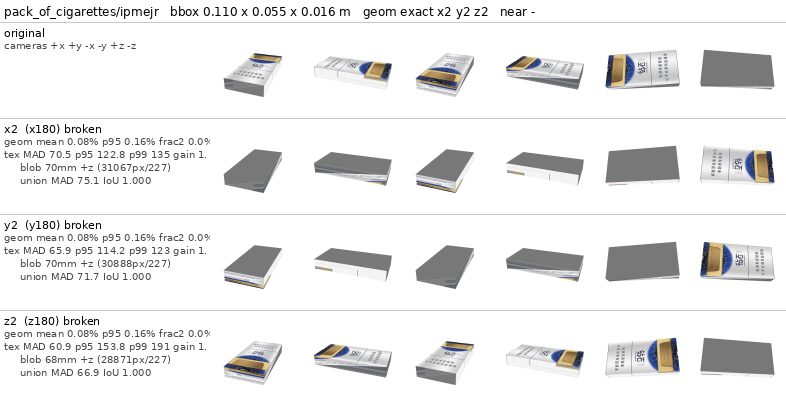 pack_of_cigarettes/ipmejr bbox 0.110 x 0.055 x 0.016 m geom exact x2 y2 z2 near -
original
cameras +x +y -x -y +z -z
x2 (x180) broken
geom mean 0.08% p95 0.16% frac2 0.0%
tex MAD 70.5 p95 122.8 p99 135 gain 1.
blob 70mm +z (31067px/227)
union MAD 75.1 IoU 1.000
y2 (y180) broken
geom mean 0.08% p95 0.16% frac2 0.0%
tex MAD 65.9 p95 114.2 p99 123 gain 1.
blob 70mm +z (30888px/227)
union MAD 71.7 IoU 1.000
z2 (z180) broken
geom mean 0.08% p95 0.16% frac2 0.0%
tex MAD 60.9 p95 153.8 p99 191 gain 1.
blob 68mm +z (28871px/227)
union MAD 66.9 IoU 1.000